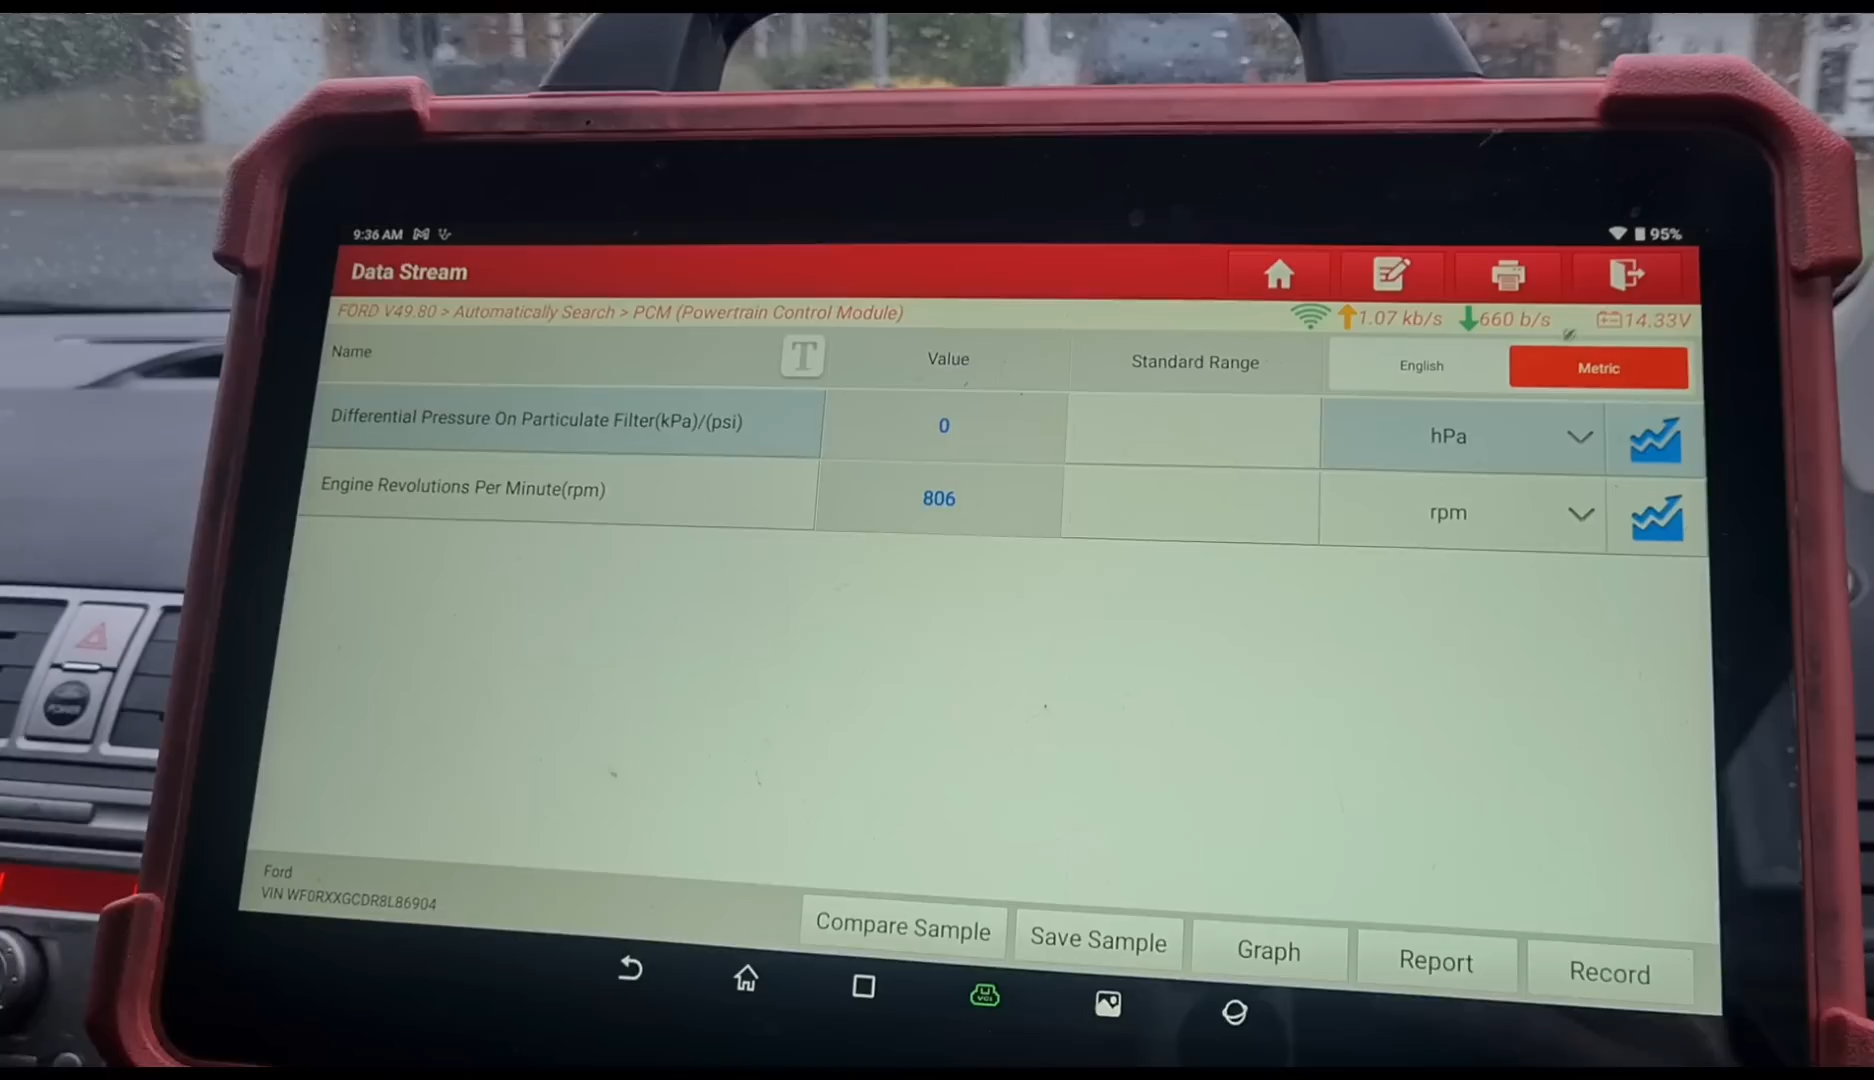 9:36 AM 95%
Data Stream
FORD V49.80 > Automatically Search > PCM (Powertrain Control Module) 1.07 kb/s 660 b/s 14.33V
Name T Value Standard Range English Metric
Differential Pressure On Particulate Filter(kPa)/(psi) 0 hPa
Engine Revolutions Per Minute(rpm) 806 rpm
Ford
VIN WF0RXXGCDR8L86904
Compare Sample Save Sample Graph Report Record
VCI
POWER